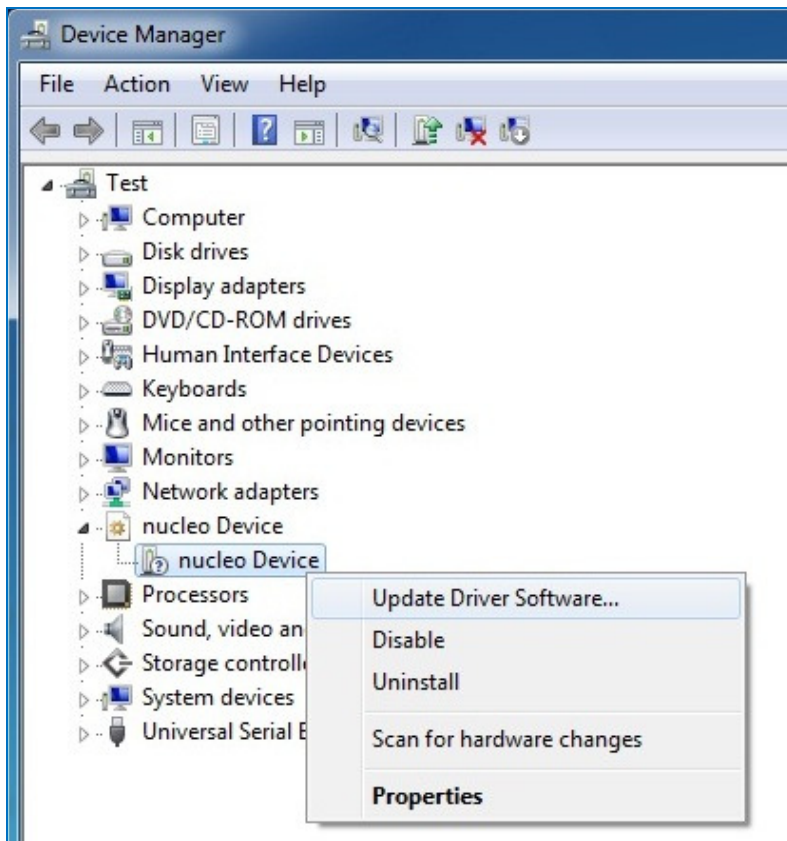 Device Manager
File Action View Help
Test
Computer
Disk drives
Display adapters
DVD/CD-ROM drives
Human Interface Devices
Keyboards
Mice and other pointing devices
Monitors
Network adapters
nucleo Device
nucleo Device
Processors
Sound, video an
Storage controlle
System devices
Universal Serial B
Update Driver Software...
Disable
Uninstall
Scan for hardware changes
Properties